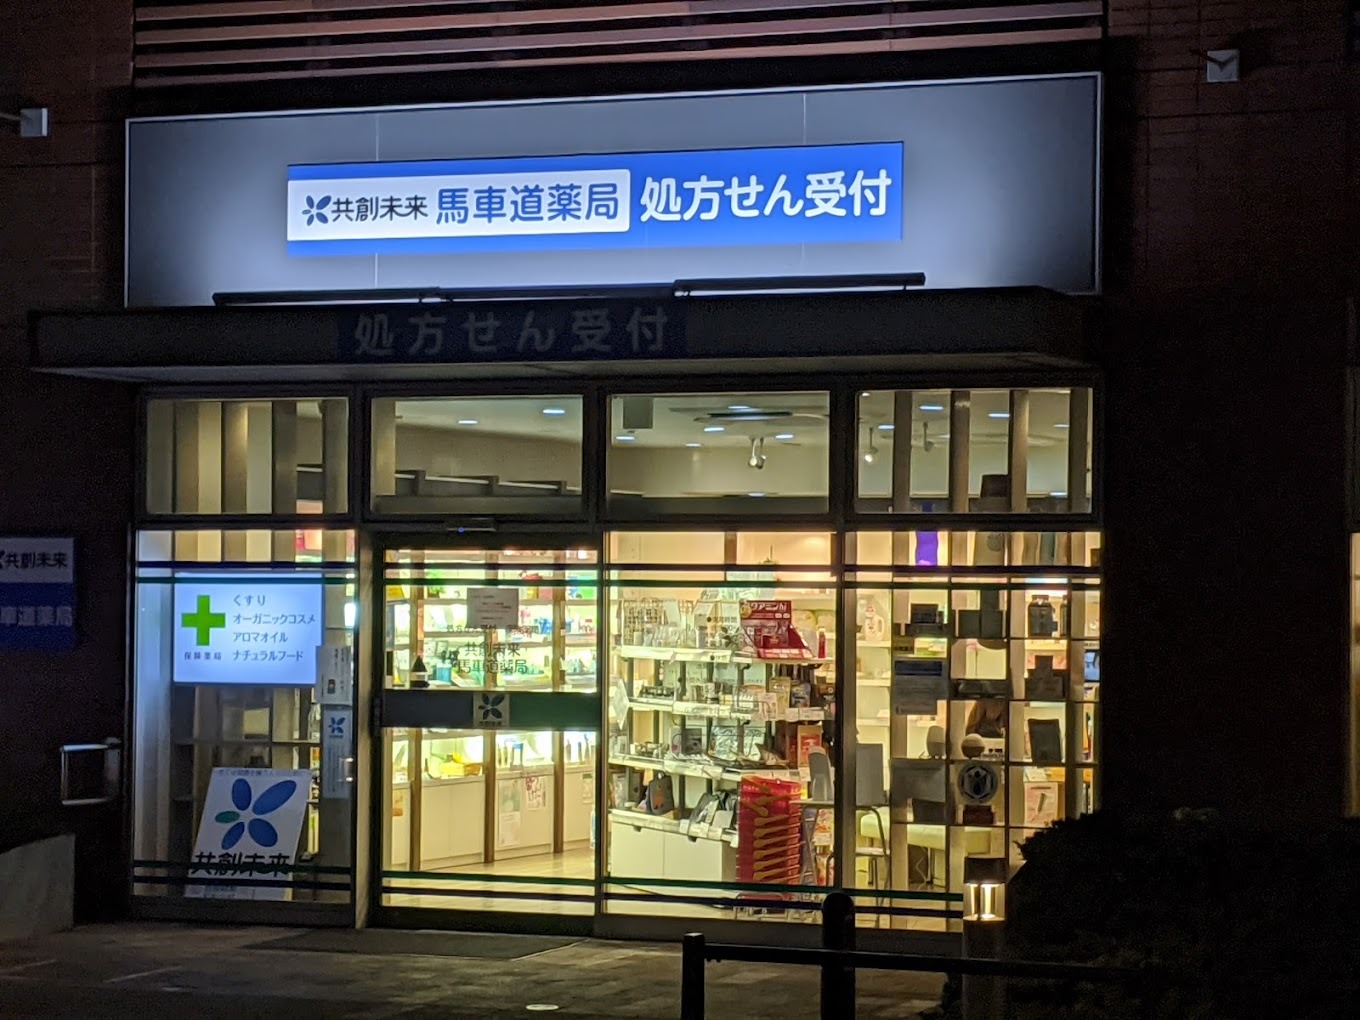 共創未来 馬車道薬局 処方せん受付
処方せん受付
共創未来
馬車道薬局
くすり
オーガニックコスメ
アロマオイル
保険薬局 ナチュラルフード
共創未来
馬車道薬局
共創未来